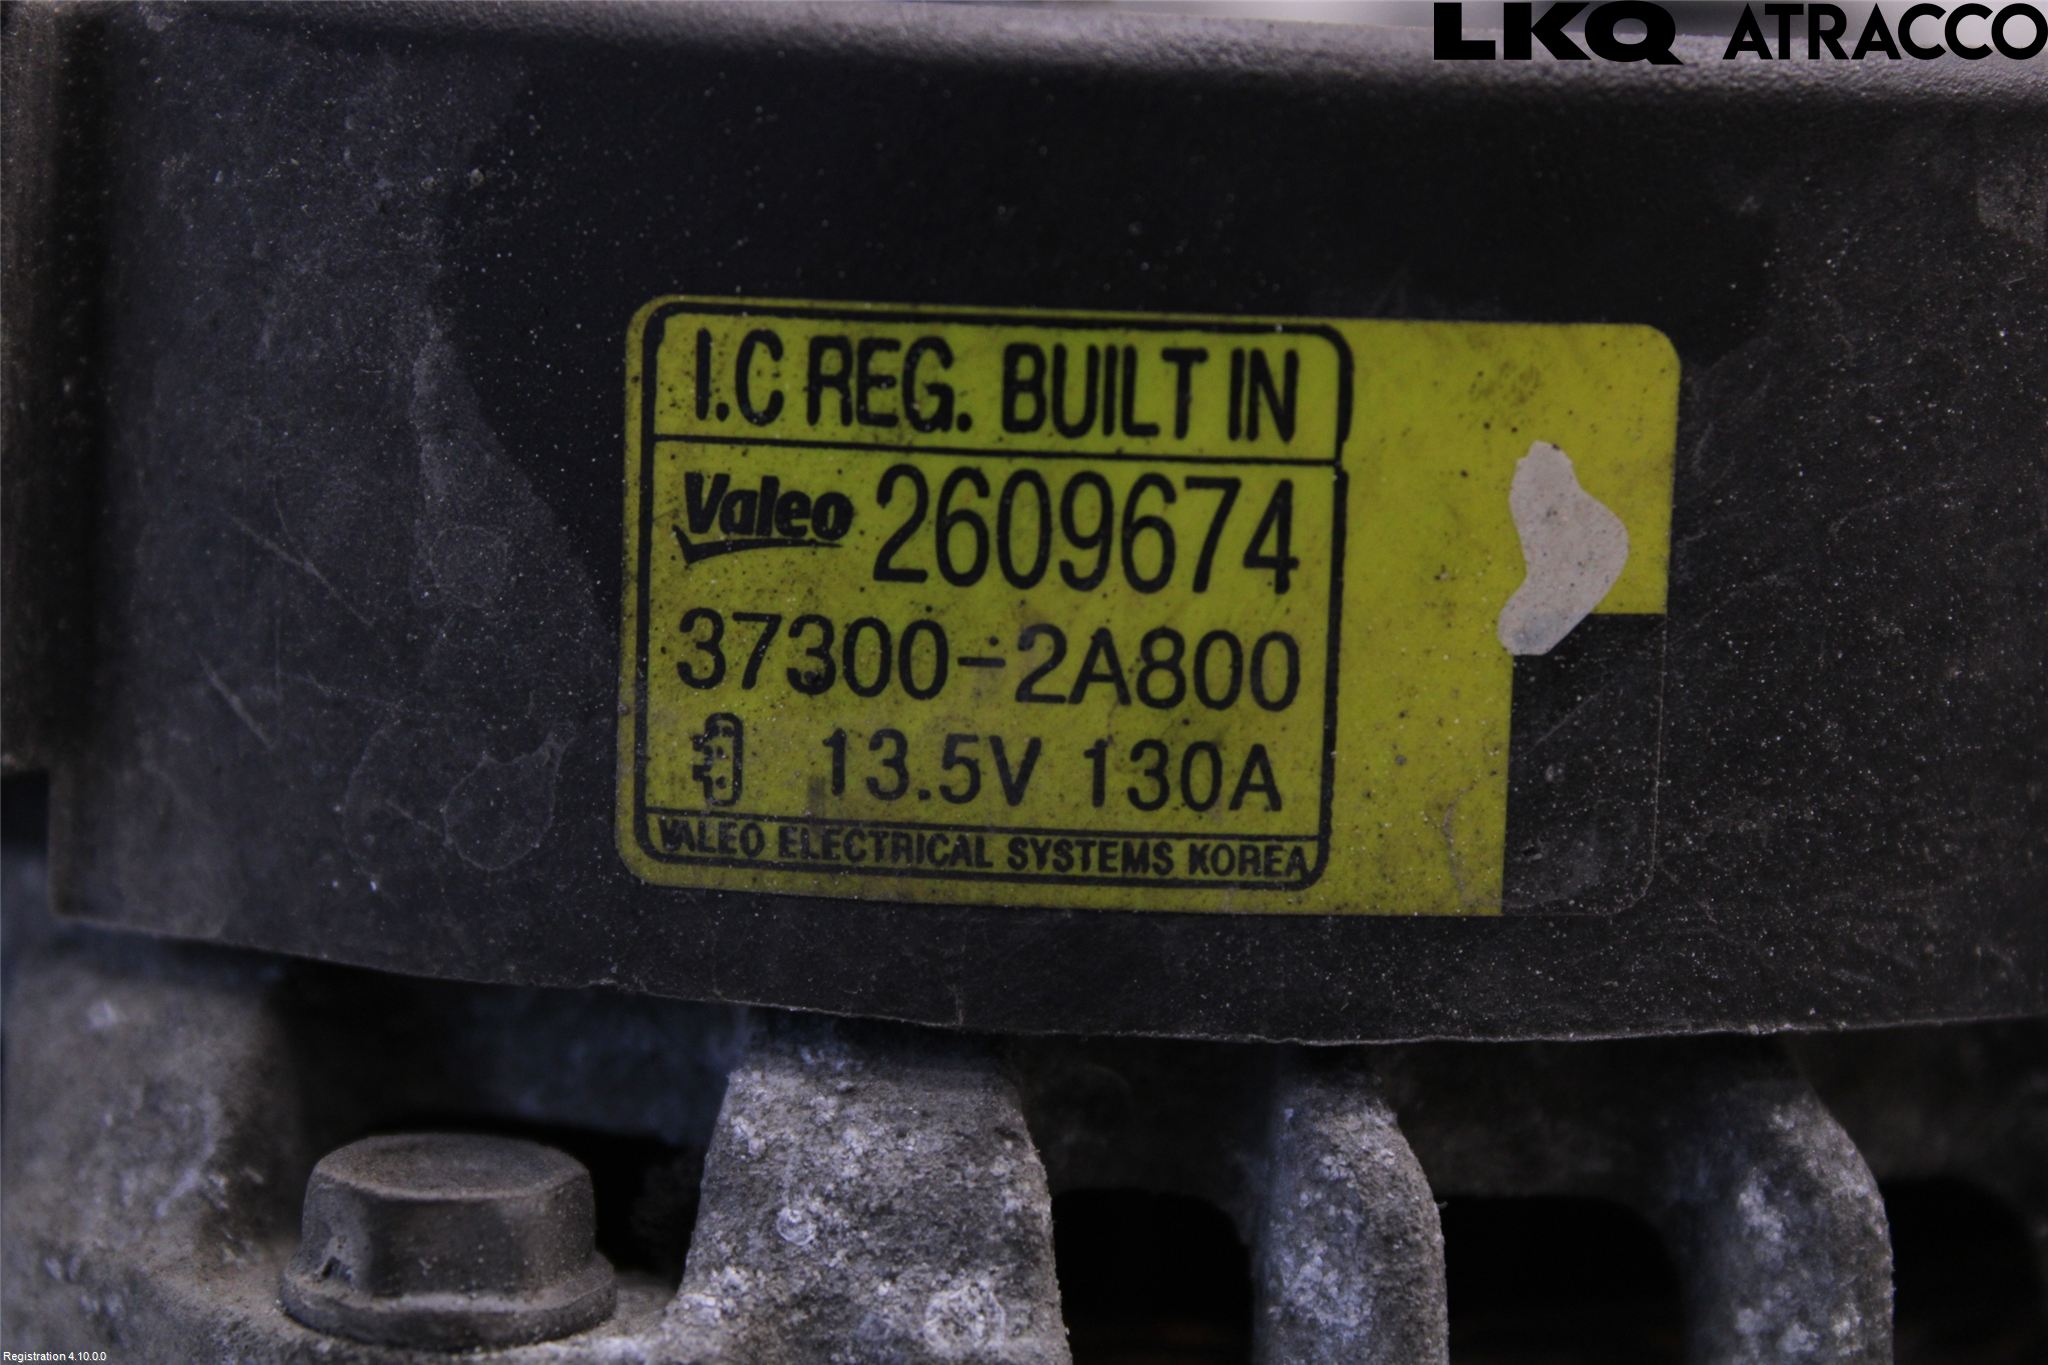 LKQ ATRACCO
I.C REG. BUILT IN
Valeo 2609674
37300-2A800
13.5V 130A
VALEO ELECTRICAL SYSTEMS KOREA
Registration 4.10.0.0